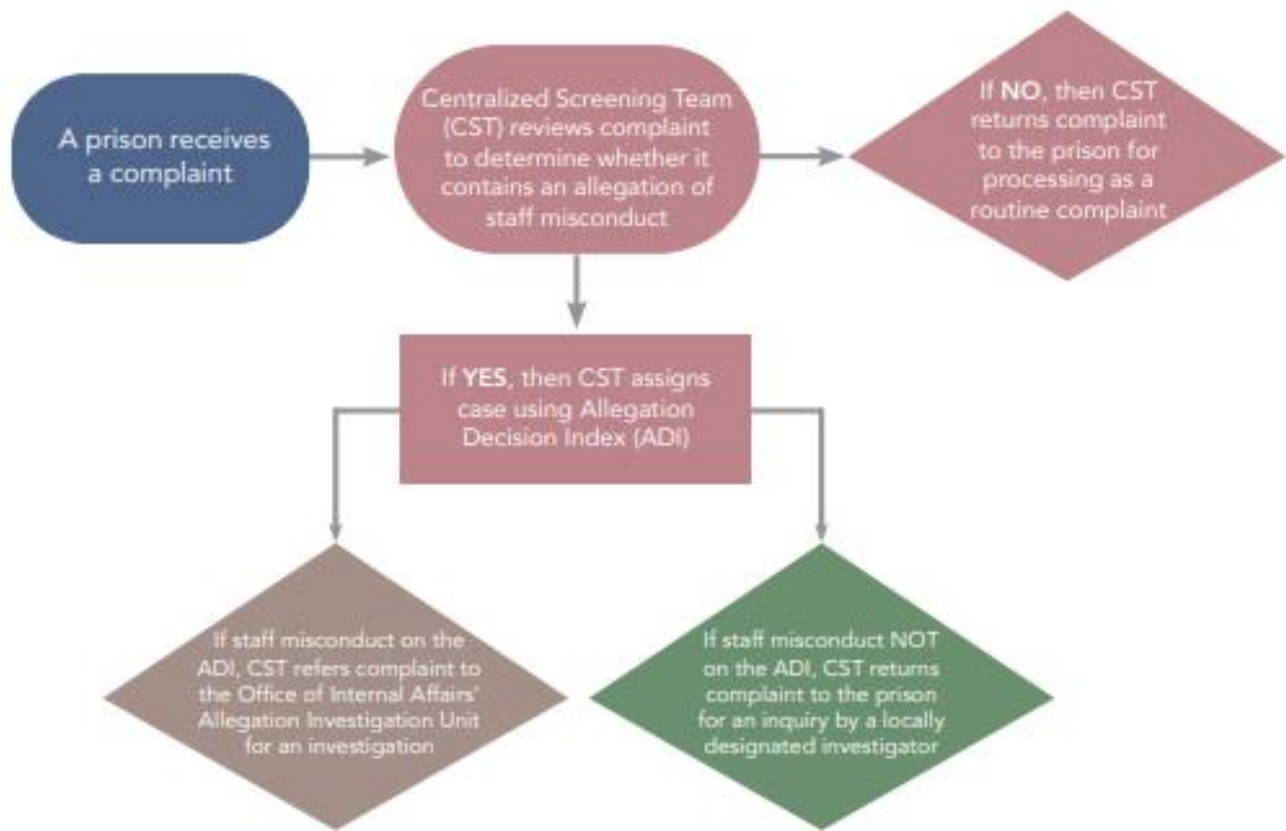 A prison receives
a complaint
Centralized Screening Team
(CST) reviews complaint
to determine whether it
contains an allegation of
staff misconduct
If NO, then CST
returns complaint
to the prison for
processing as a
routine complaint
If YES, then CST assigns
case using Allegation
Decision Index (ADI)
If staff misconduct on the
ADI, CST refers complaint to
the Office of Internal Affairs'
Allegation Investigation Unit
for an investigation
If staff misconduct NOT
on the ADI, CST returns
complaint to the prison
for an inquiry by a locally
designated investigator